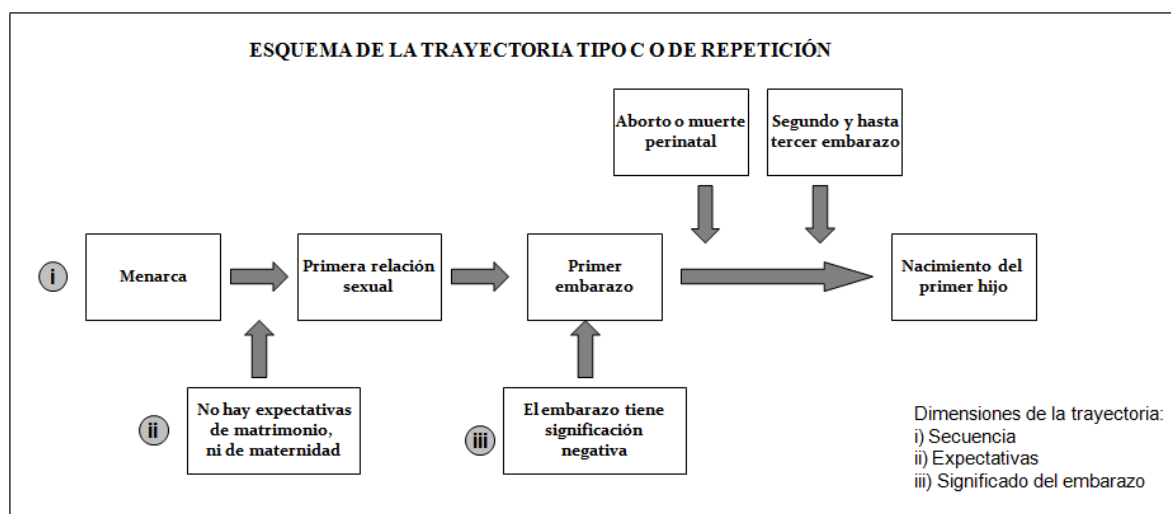 ESQUEMA DE LA TRAYECTORIA TIPO C O DE REPETICIÓN
Aborto o muerte
perinatal
Segundo y hasta
tercer embarazo
i
Menarca
Primera relación
sexual
Primer
embarazo
Nacimiento del
primer hijo
ii
No hay expectativas
de matrimonio,
ni de maternidad
iii
El embarazo tiene
significación
negativa
Dimensiones de la trayectoria:
i) Secuencia
ii) Expectativas
iii) Significado del embarazo